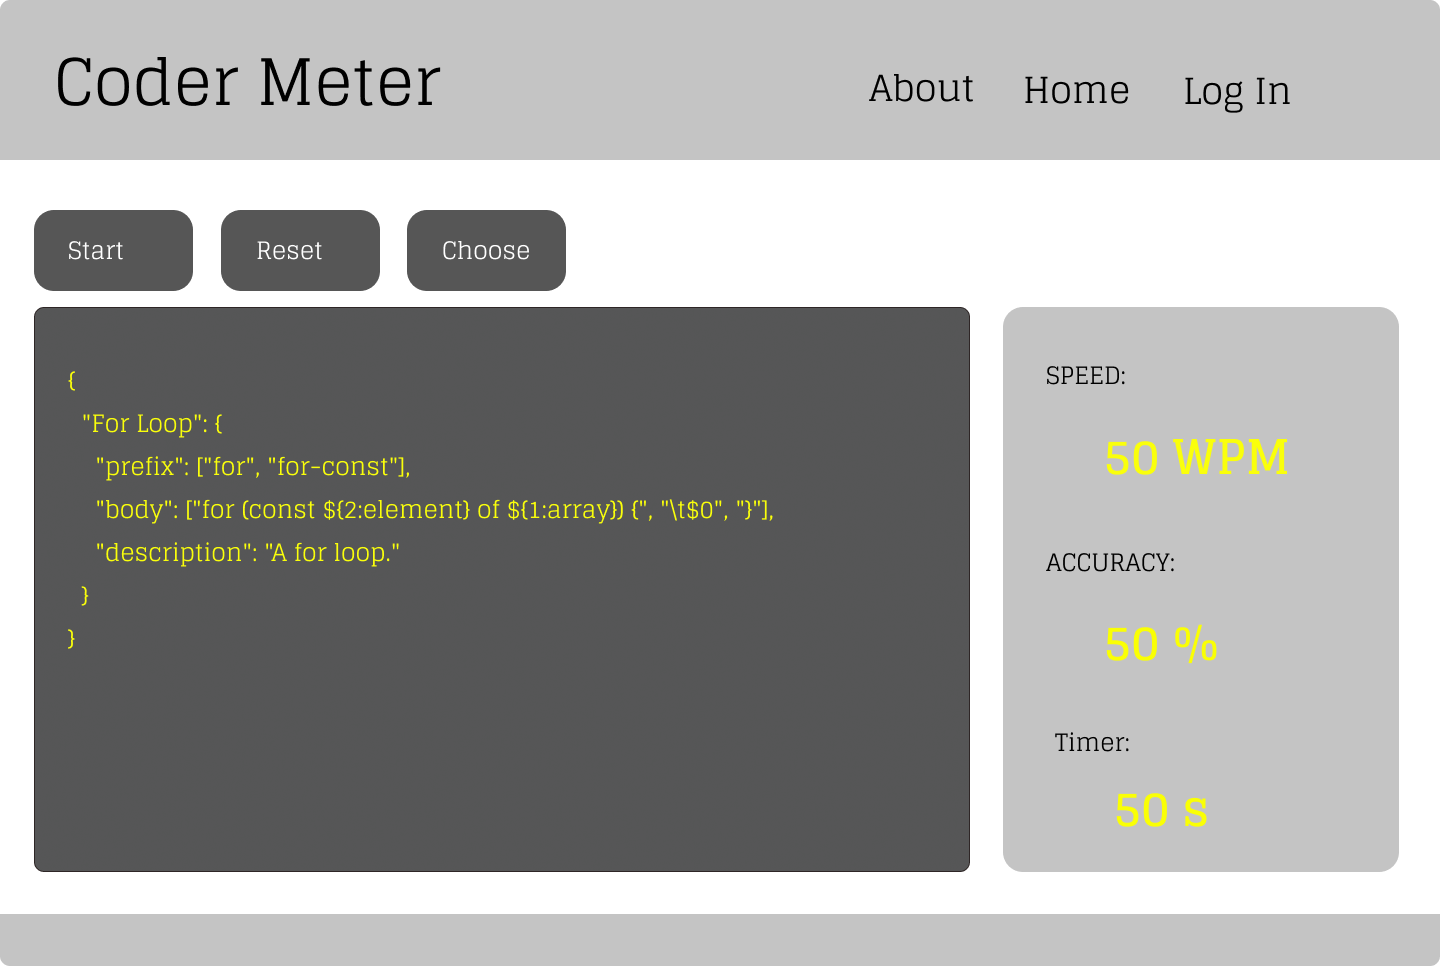 Coder Meter
About Home Log In
Start Reset Choose
{
"For Loop": {
"prefix": ["for", "for-const"],
"body": ["for (const ${2:element} of ${1:array}) {", "\t$0", "}"],
"description": "A for loop."
}
}
SPEED:
50 WPM
ACCURACY:
50 %
Timer:
50 s